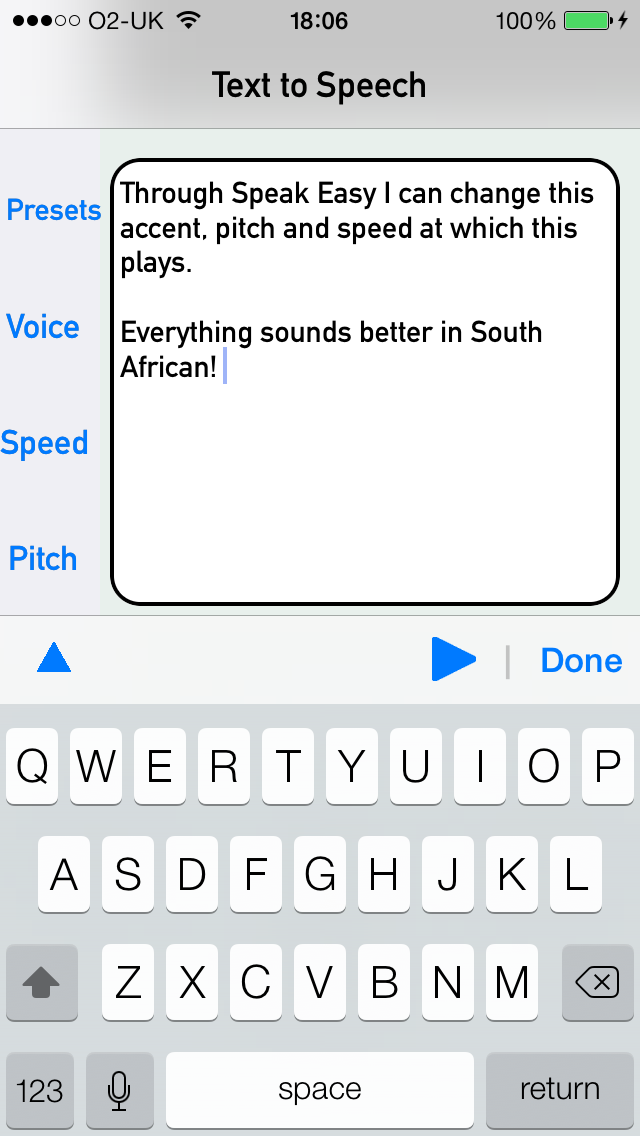 O2-UK 18:06 100%
Text to Speech
Presets
Voice
Speed
Pitch
Through Speak Easy I can change this
accent, pitch and speed at which this
plays.
Everything sounds better in South
African!
Done
Q W E R T Y U I O P
A S D F G H J K L
Z X C V B N M
123 space return